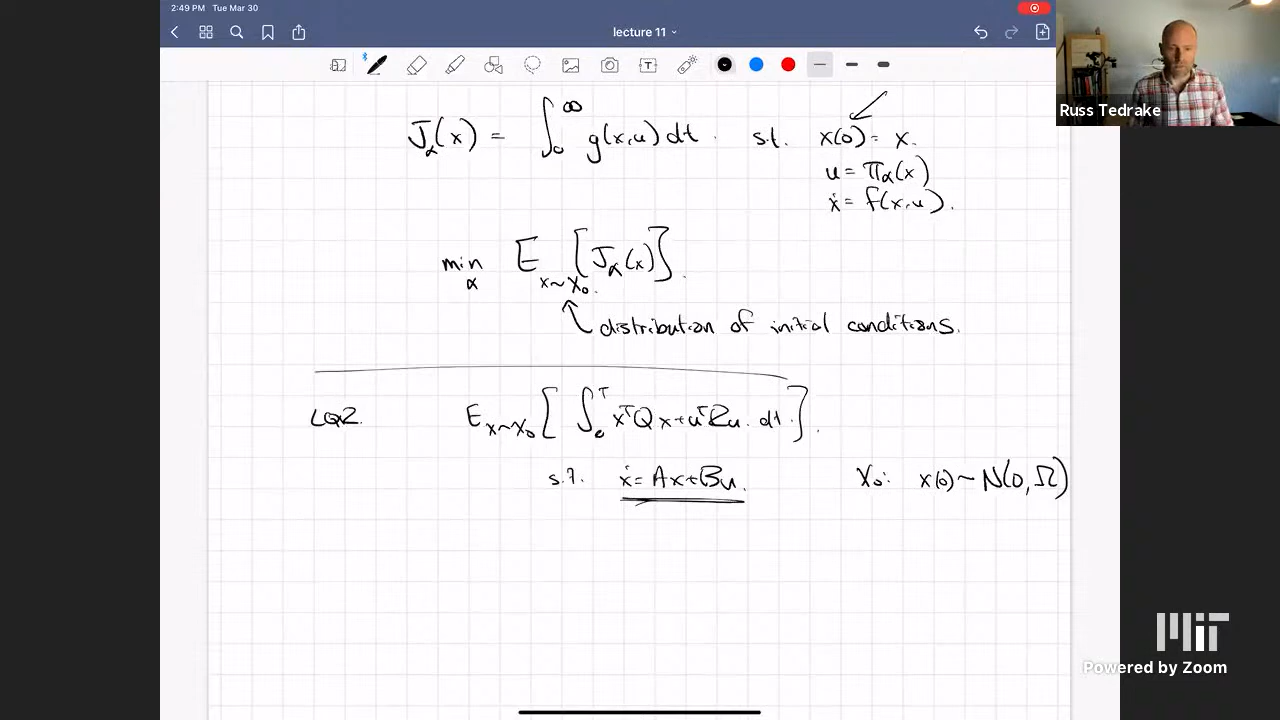 2:49 PM Tue Mar 30
lecture 11
Russ Tedrake
J_α(x) = ∫_0^∞ g(x,u) dt. s.t. x(0) = x.
u = π_α(x)
ẋ = f(x,u).
min_α E_{x~X_0} [J_α(x)].
distribution of initial conditions.
LQR E_{x~X_0} [ ∫_0^T x^T Q x + u^T R u. dt. ].
s.t. ẋ = Ax + Bu. X_0: x(0) ~ N(0, Ω)
MIT
Powered by Zoom